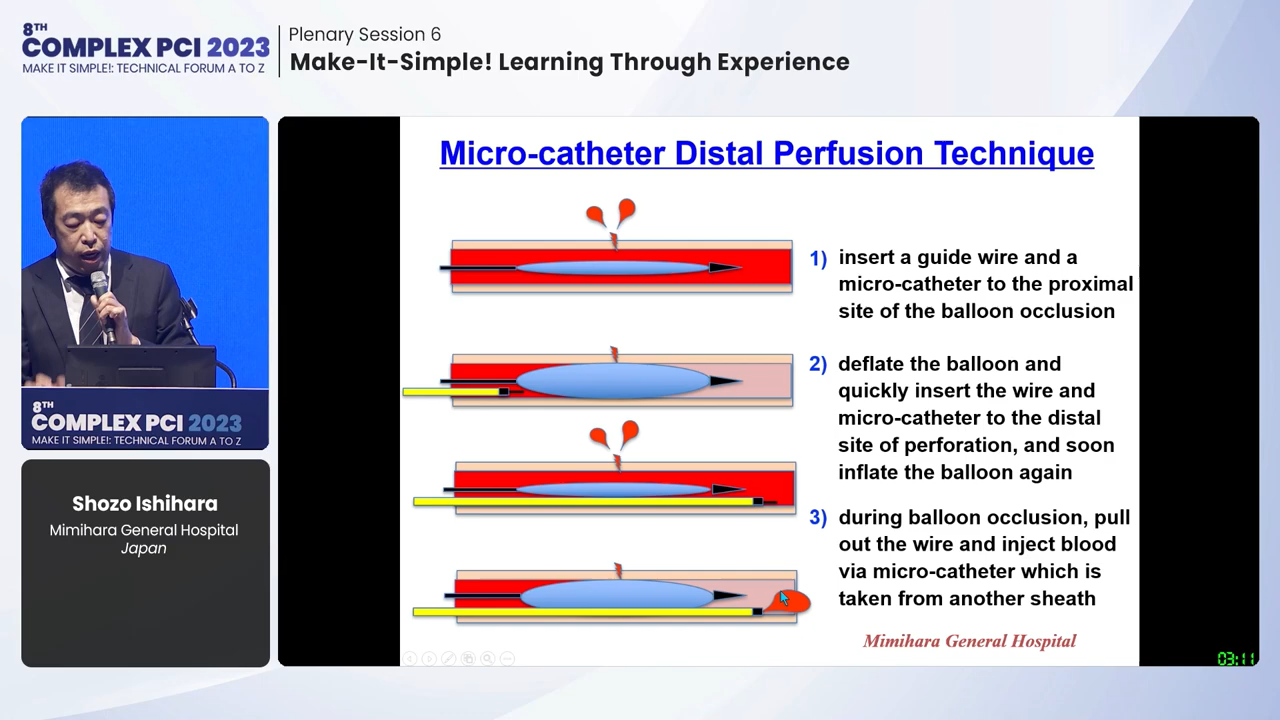 8TH
COMPLEX PCI 2023
MAKE IT SIMPLE!: TECHNICAL FORUM A TO Z
Plenary Session 6
Make-It-Simple! Learning Through Experience
8TH
COMPLEX PCI 2023
MAKE IT SIMPLE!: TECHNICAL FORUM A TO Z
Shozo Ishihara
Mimihara General Hospital
Japan
Micro-catheter Distal Perfusion Technique
1) insert a guide wire and a
micro-catheter to the proximal
site of the balloon occlusion
2) deflate the balloon and
quickly insert the wire and
micro-catheter to the distal
site of perforation, and soon
inflate the balloon again
3) during balloon occlusion, pull
out the wire and inject blood
via micro-catheter which is
taken from another sheath
Mimihara General Hospital
03:11